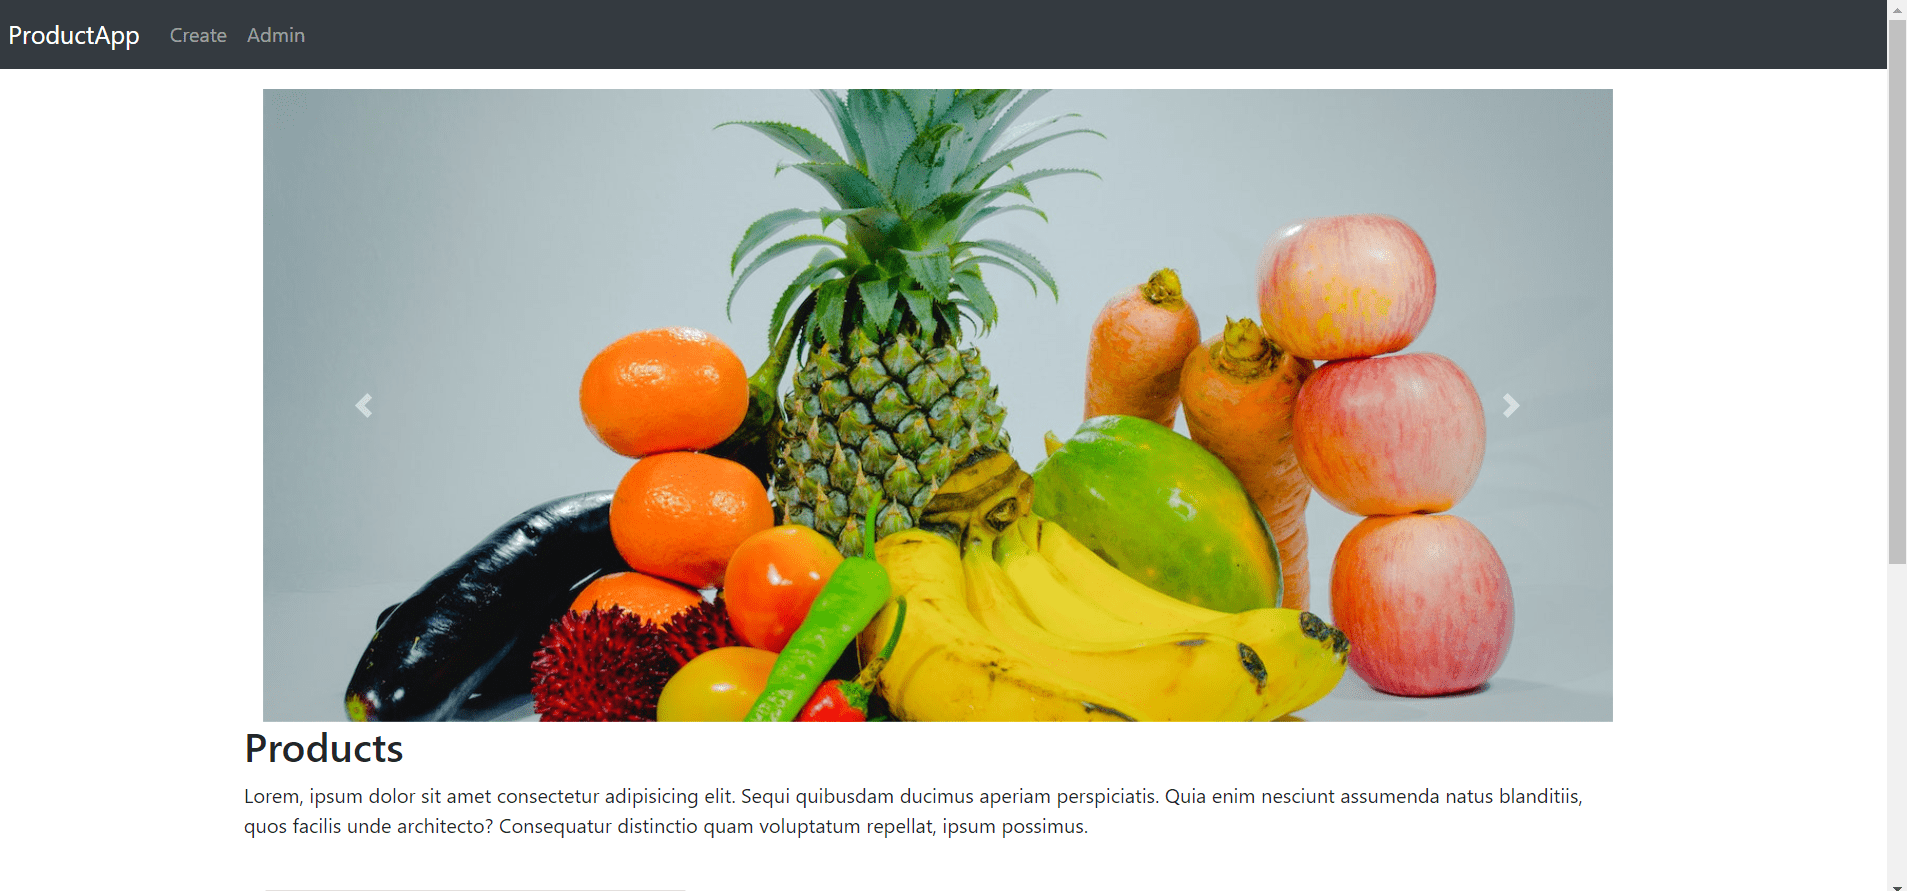 ProductApp Create Admin
Products
Lorem, ipsum dolor sit amet consectetur adipisicing elit. Sequi quibusdam ducimus aperiam perspiciatis. Quia enim nesciunt assumenda natus blanditiis,
quos facilis unde architecto? Consequatur distinctio quam voluptatum repellat, ipsum possimus.